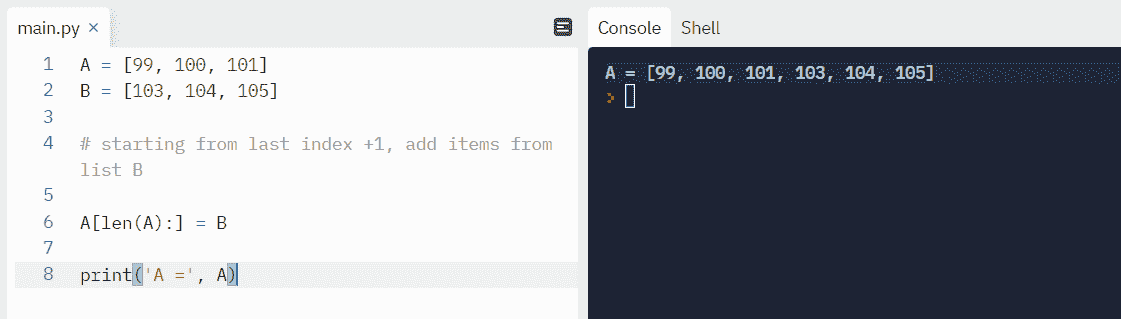 main.py ×
1 A = [99, 100, 101]
2 B = [103, 104, 105]
3
4 # starting from last index +1, add items from
list B
5
6 A[len(A):] = B
7
8 print('A =', A)
Console Shell
A = [99, 100, 101, 103, 104, 105]
>